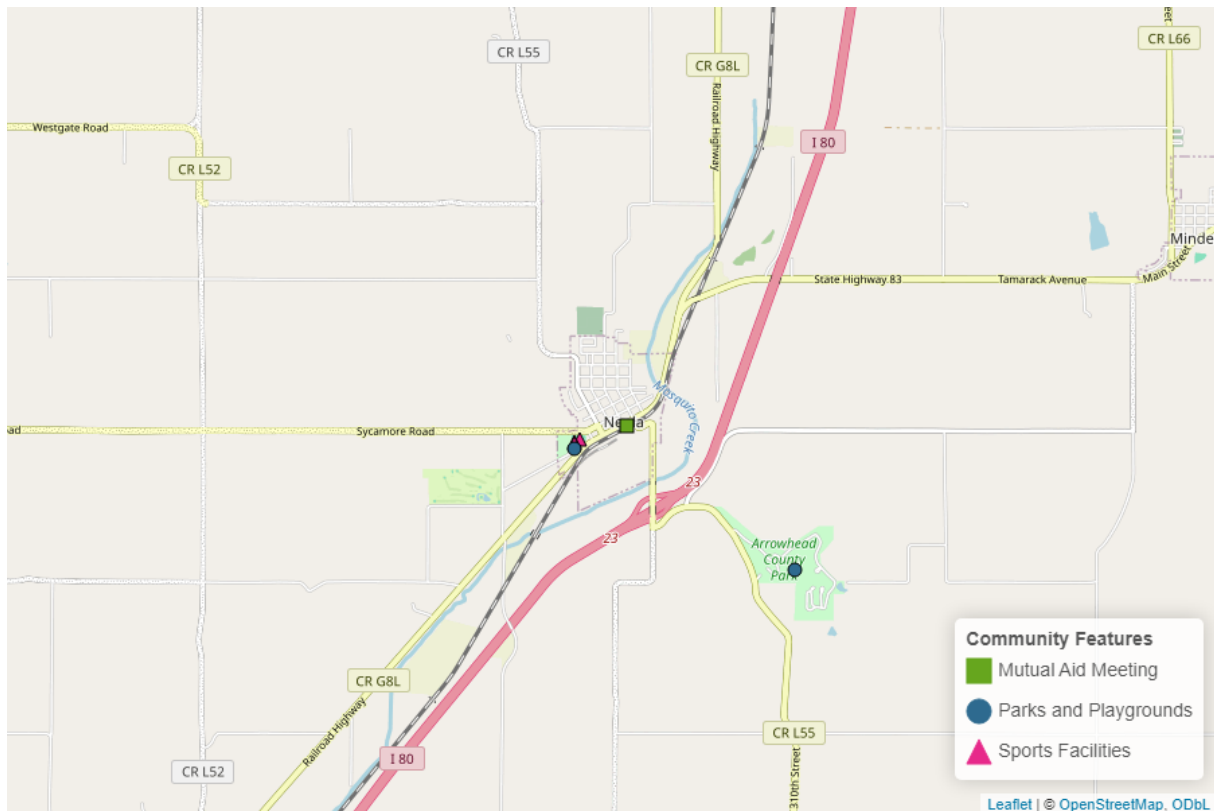 CR L55
CR L66
CR G8L
Railroad Highway
I 80
Westgate Road
CR L52
Minde
Main Street
State Highway 83
Tamarack Avenue
Mosquito Creek
Sycamore Road
23
23
Arrowhead
County
Park
CR G8L
Railroad Highway
I 80
CR L52
CR L55
310th Street
Community Features
Mutual Aid Meeting
Parks and Playgrounds
Sports Facilities
Leaflet | © OpenStreetMap, ODbL